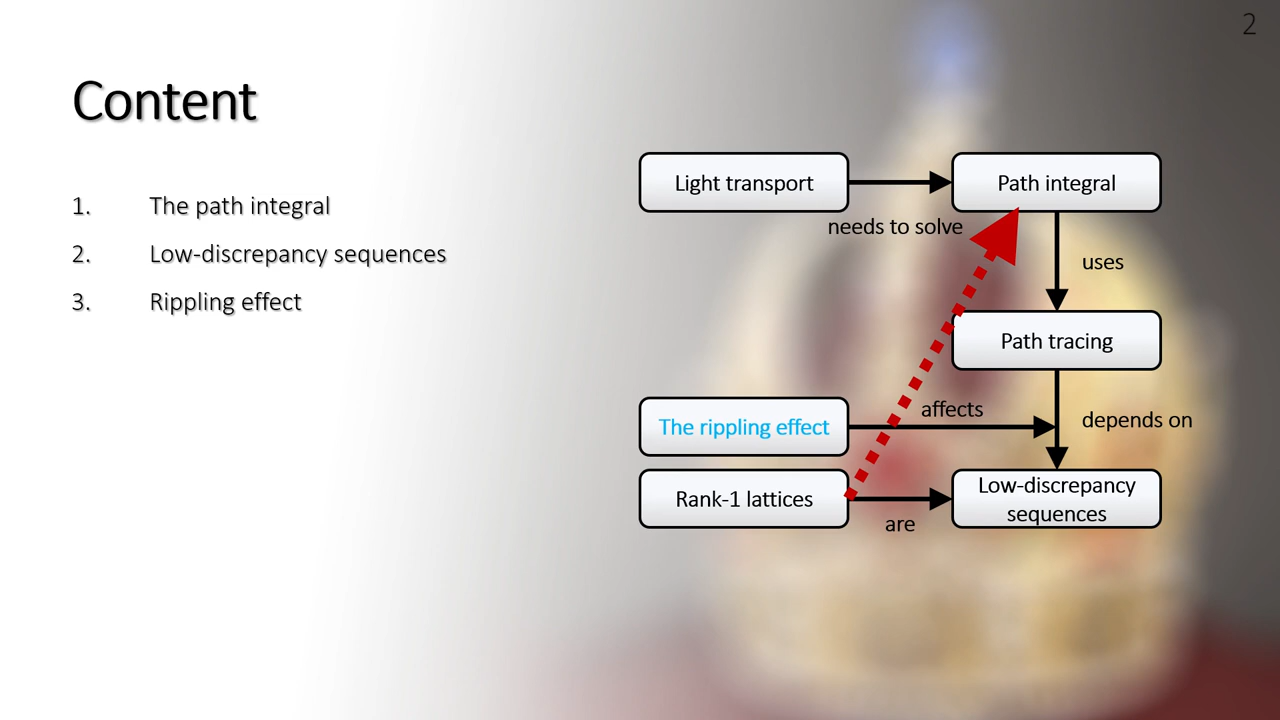 2
Content
1. The path integral
2. Low-discrepancy sequences
3. Rippling effect
Light transport
Path integral
needs to solve
uses
Path tracing
The rippling effect
affects
depends on
Rank-1 lattices
are
Low-discrepancy
sequences